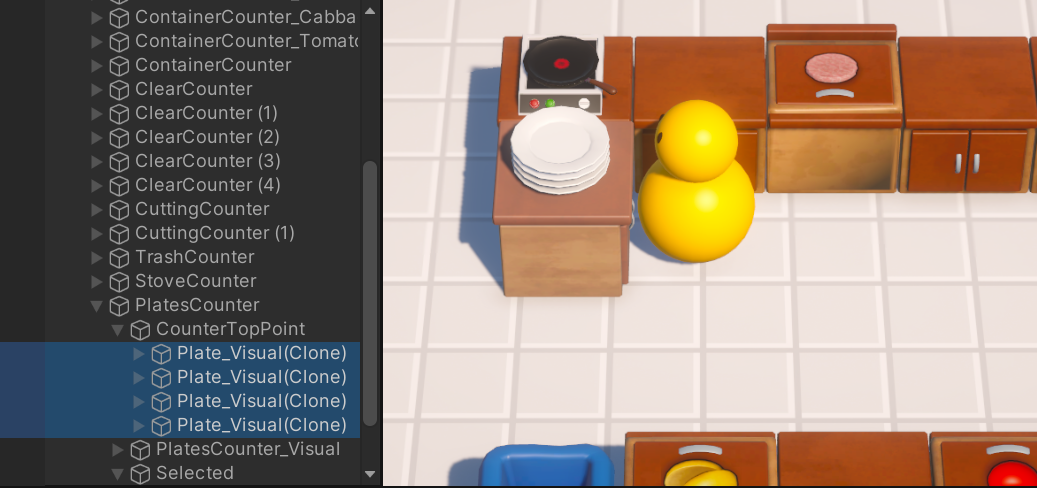 ContainerCounter_Cabba
ContainerCounter_Tomato
ContainerCounter
ClearCounter
ClearCounter (1)
ClearCounter (2)
ClearCounter (3)
ClearCounter (4)
CuttingCounter
CuttingCounter (1)
TrashCounter
StoveCounter
PlatesCounter
CounterTopPoint
Plate_Visual(Clone)
Plate_Visual(Clone)
Plate_Visual(Clone)
Plate_Visual(Clone)
PlatesCounter_Visual
Selected